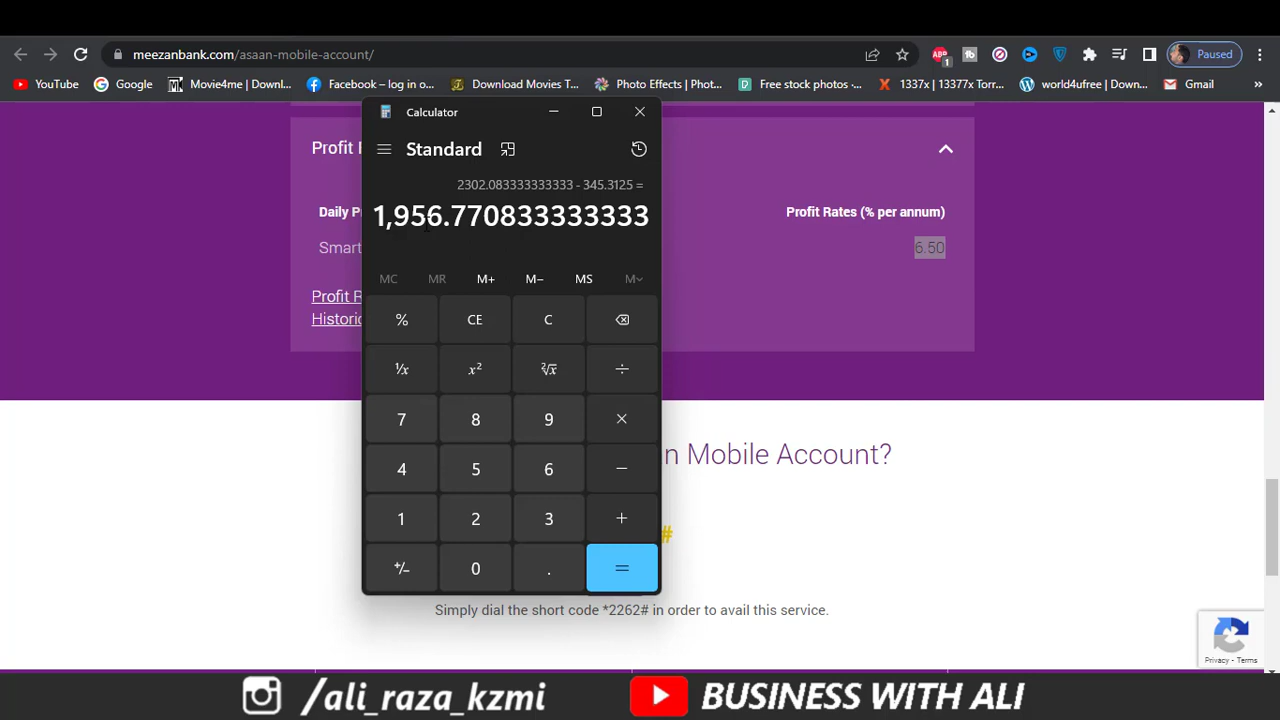 meezanbank.com/asaan-mobile-account/
ABP
1
Paused
YouTube
Google
Movie4me | Downl...
Facebook – log in o...
Download Movies T...
Photo Effects | Phot...
Free stock photos -...
1337x | 13377x Torr...
world4ufree | Down...
Gmail
»
Calculator
Standard
2302.083333333333 - 345.3125 =
1,956.770833333333
MC MR M+ M− MS M
% CE C
¹/x x² ²√x ÷
7 8 9 ×
4 5 6 −
1 2 3 +
+/− 0 . =
Profit R
Daily P
Profit Rates (% per annum)
Smart
6.50
Profit R
Historic
n Mobile Account?
#
Simply dial the short code *2262# in order to avail this service.
Privacy - Terms
/ali_raza_kzmi
BUSINESS WITH ALI